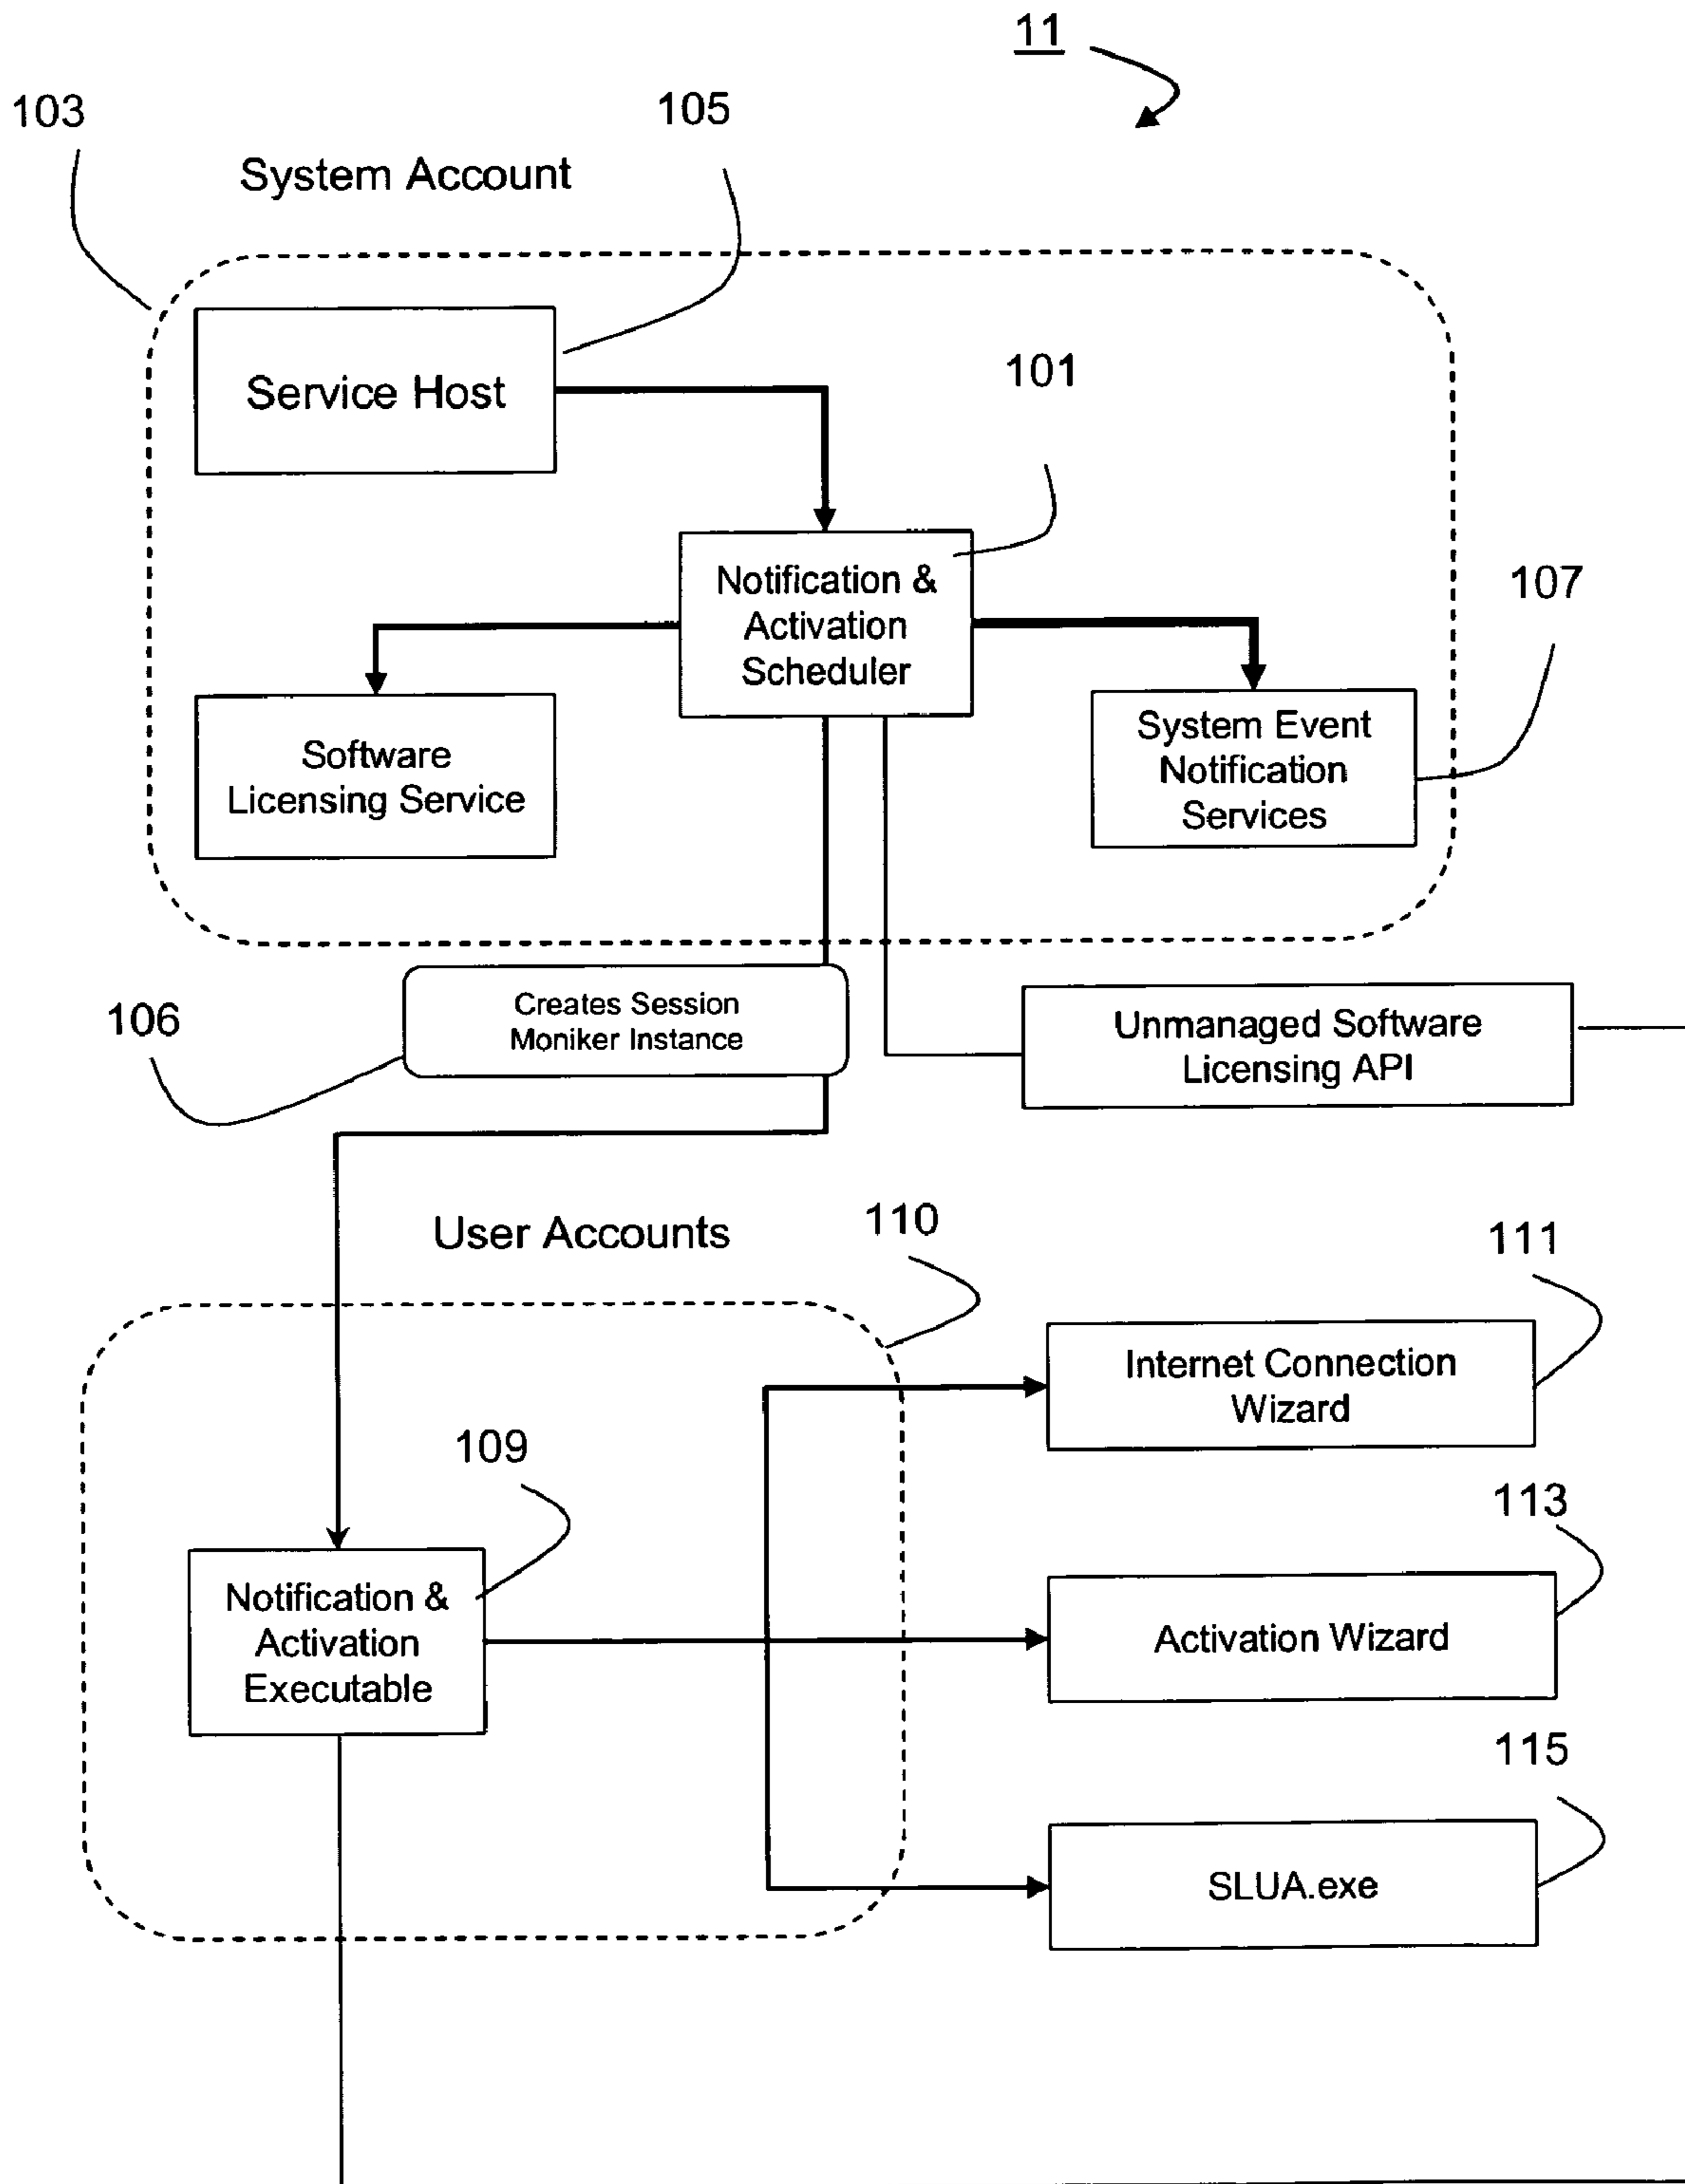 11
103
105
System Account
Service Host
101
Notification &
Activation
Scheduler
107
Software
Licensing Service
System Event
Notification
Services
106
Creates Session
Moniker Instance
Unmanaged Software
Licensing API
User Accounts
110
111
Internet Connection
Wizard
109
113
Notification &
Activation
Executable
Activation Wizard
115
SLUA.exe